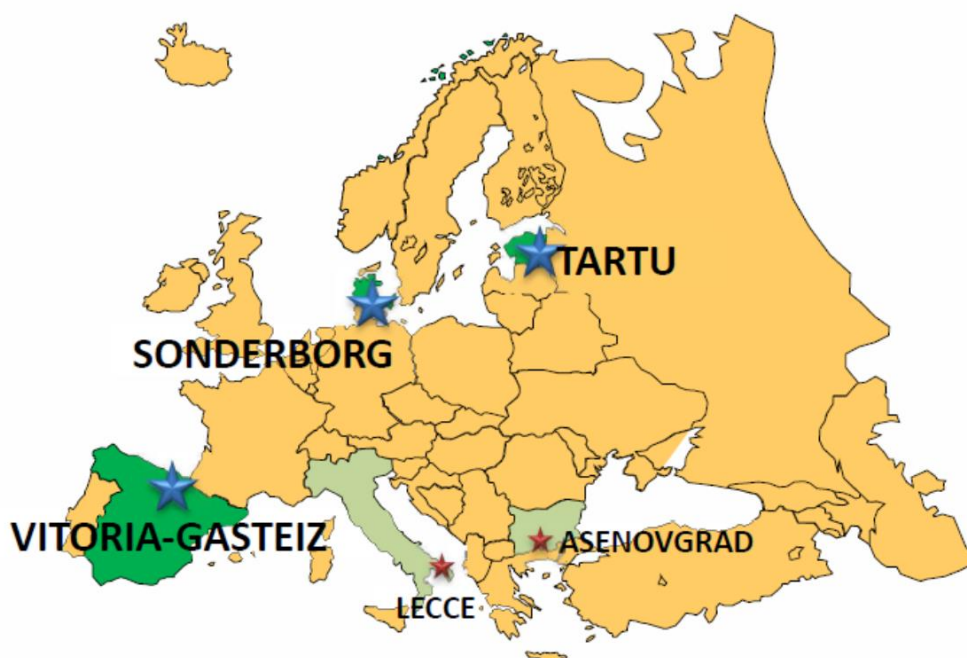 TARTU
SONDERBORG
VITORIA-GASTEIZ
ASENOVGRAD
LECCE